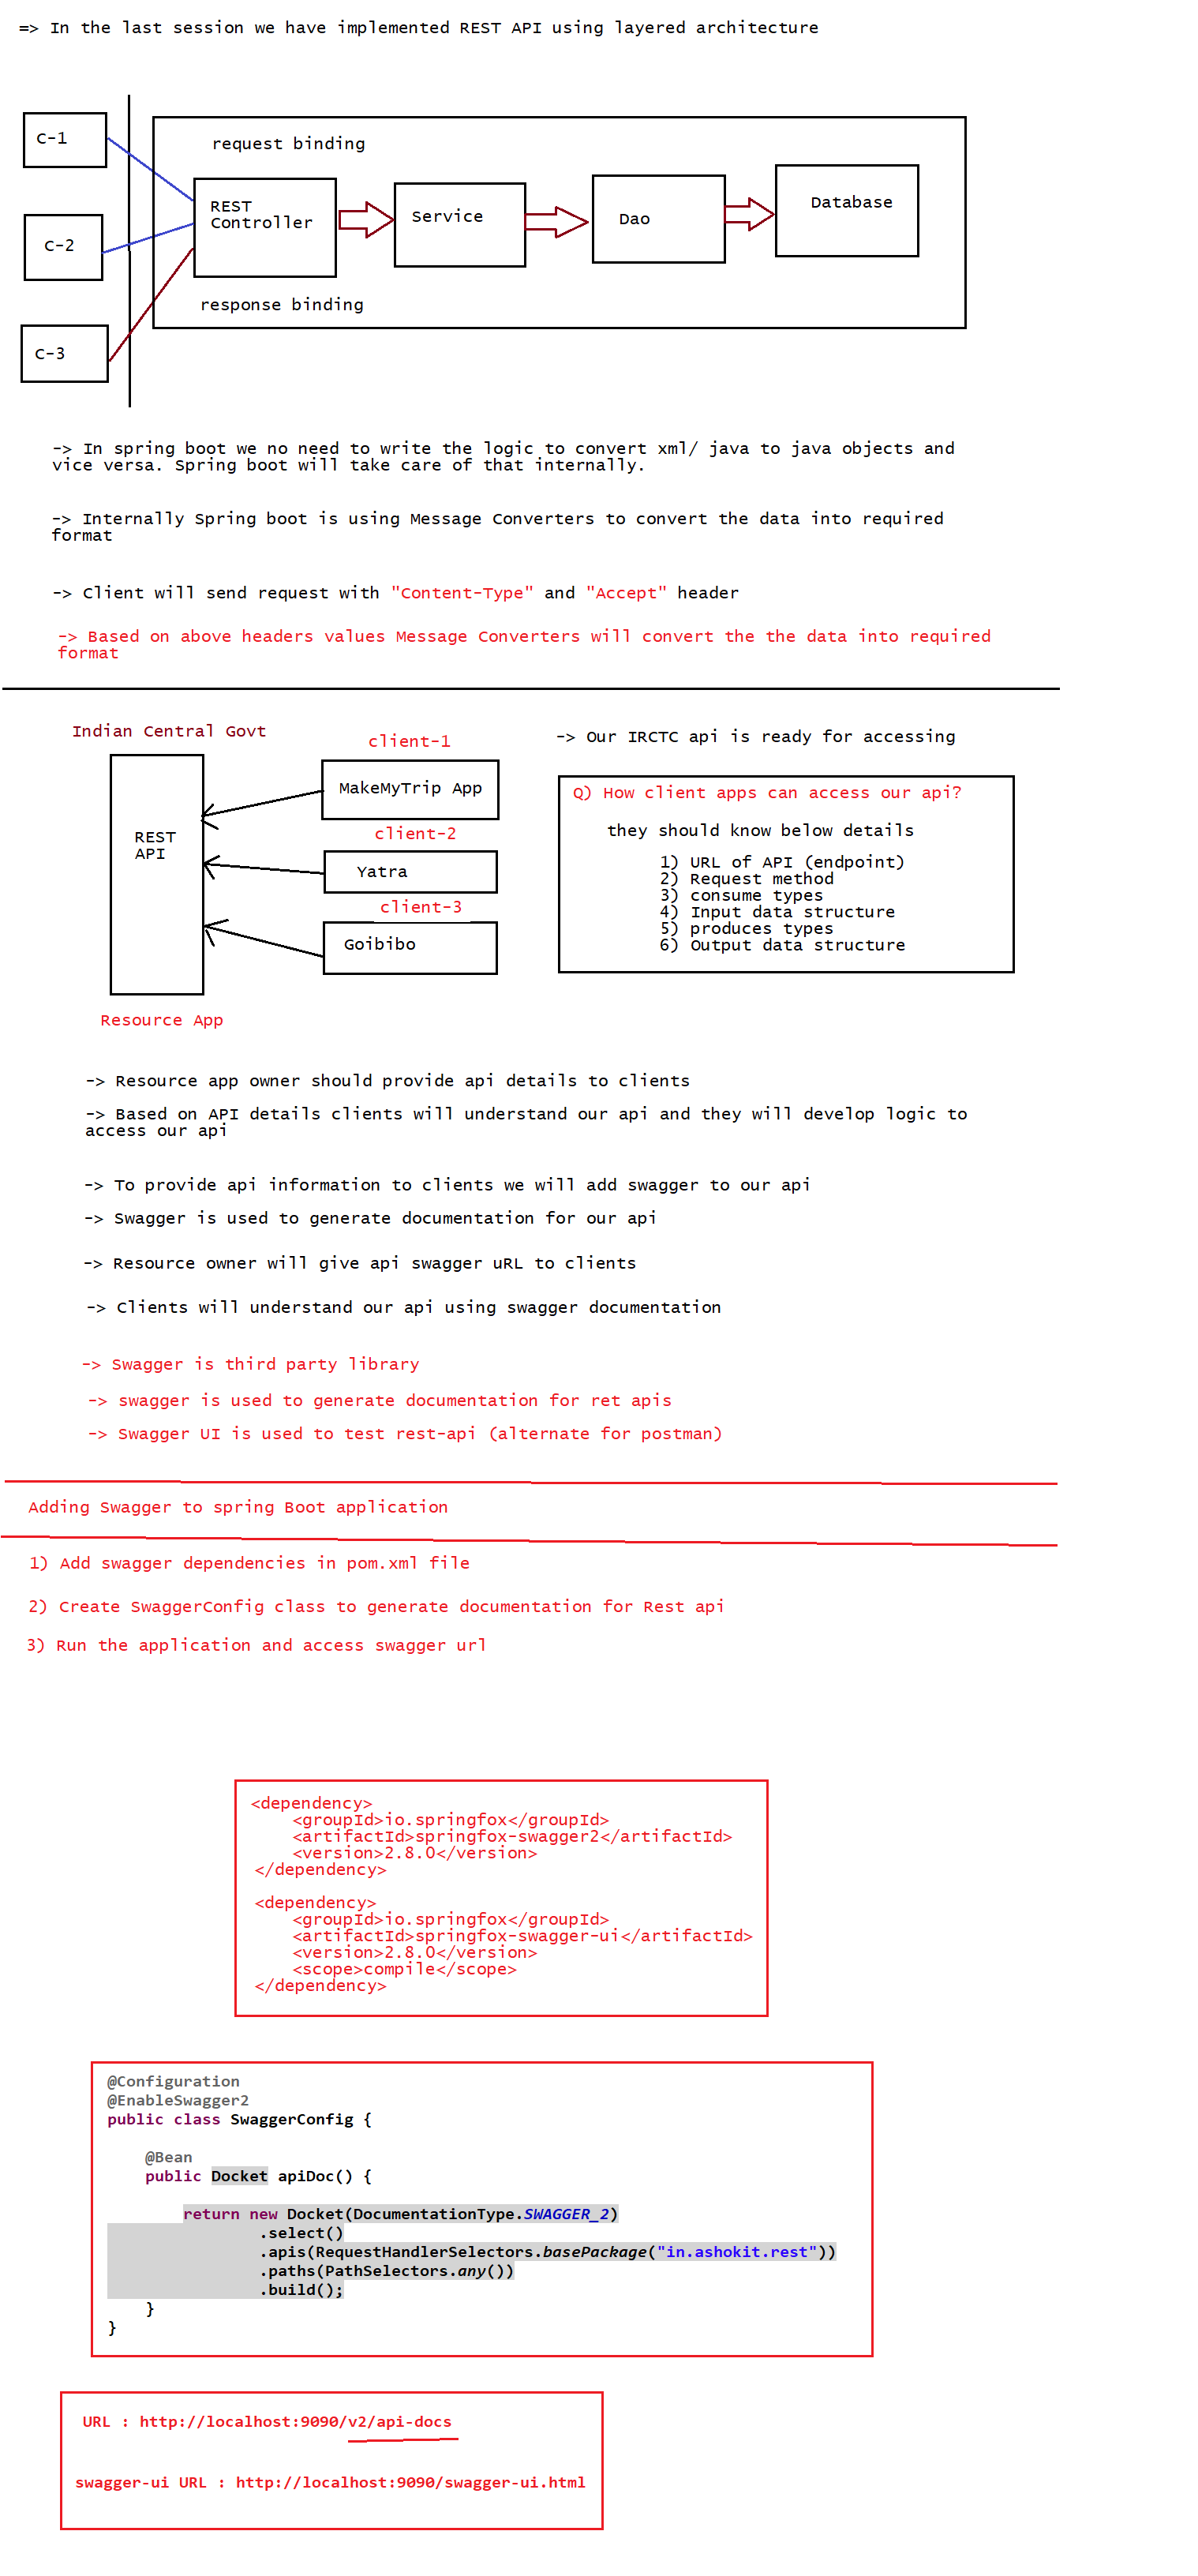 => In the last session we have implemented REST API using layered architecture
c-1
request binding
REST
Controller
Service
Dao
Database
c-2
response binding
c-3
-> In spring boot we no need to write the logic to convert xml/ java to java objects and
vice versa. Spring boot will take care of that internally.
-> Internally Spring boot is using Message Converters to convert the data into required
format
-> Client will send request with "Content-Type" and "Accept" header
-> Based on above headers values Message Converters will convert the the data into required
format
Indian Central Govt
client-1
-> Our IRCTC api is ready for accessing
MakeMyTrip App
REST
API
client-2
Yatra
client-3
Goibibo
Resource App
Q) How client apps can access our api?
they should know below details
1) URL of API (endpoint)
2) Request method
3) consume types
4) Input data structure
5) produces types
6) Output data structure
-> Resource app owner should provide api details to clients
-> Based on API details clients will understand our api and they will develop logic to
access our api
-> To provide api information to clients we will add swagger to our api
-> Swagger is used to generate documentation for our api
-> Resource owner will give api swagger uRL to clients
-> Clients will understand our api using swagger documentation
-> Swagger is third party library
-> swagger is used to generate documentation for ret apis
-> Swagger UI is used to test rest-api (alternate for postman)
Adding Swagger to spring Boot application
1) Add swagger dependencies in pom.xml file
2) Create SwaggerConfig class to generate documentation for Rest api
3) Run the application and access swagger url
<dependency>
<groupId>io.springfox</groupId>
<artifactId>springfox-swagger2</artifactId>
<version>2.8.0</version>
</dependency>
<dependency>
<groupId>io.springfox</groupId>
<artifactId>springfox-swagger-ui</artifactId>
<version>2.8.0</version>
<scope>compile</scope>
</dependency>
@Configuration
@EnableSwagger2
public class SwaggerConfig {
@Bean
public Docket apiDoc() {
return new Docket(DocumentationType.SWAGGER_2)
.select()
.apis(RequestHandlerSelectors.basePackage("in.ashokit.rest"))
.paths(PathSelectors.any())
.build();
}
}
URL : http://localhost:9090/v2/api-docs
swagger-ui URL : http://localhost:9090/swagger-ui.html